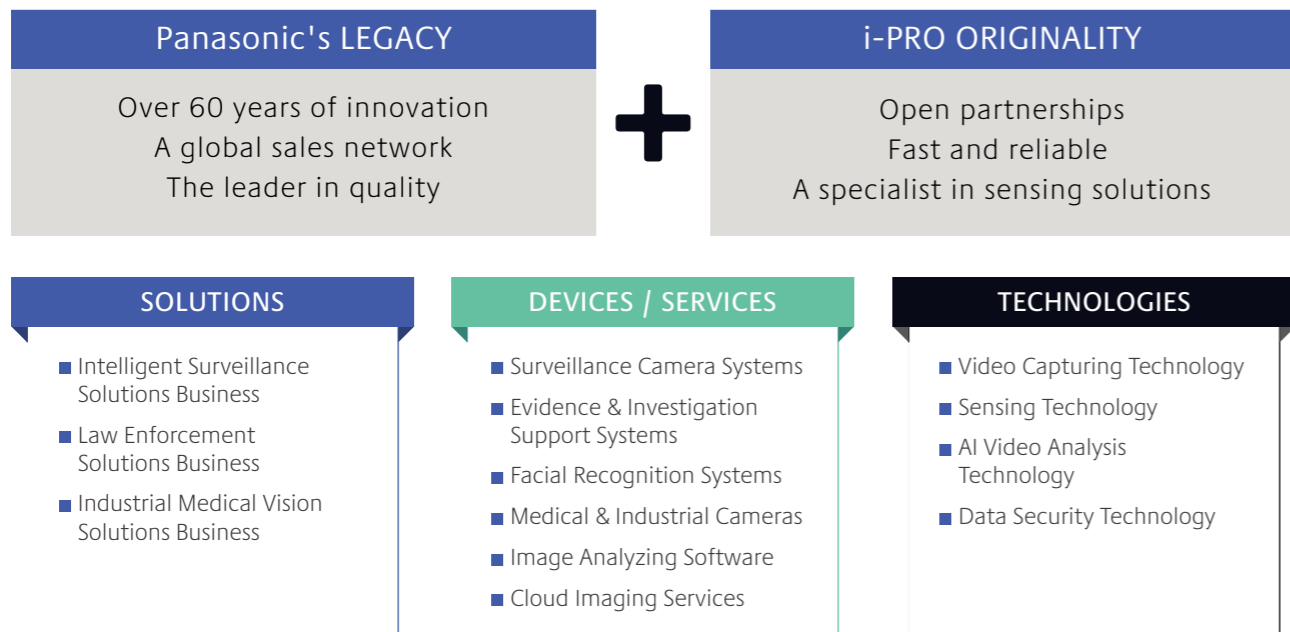 Panasonic's LEGACY
Over 60 years of innovation
A global sales network
The leader in quality
i-PRO ORIGINALITY
Open partnerships
Fast and reliable
A specialist in sensing solutions
SOLUTIONS
Intelligent Surveillance
Solutions Business
Law Enforcement
Solutions Business
Industrial Medical Vision
Solutions Business
DEVICES / SERVICES
Surveillance Camera Systems
Evidence & Investigation
Support Systems
Facial Recognition Systems
Medical & Industrial Cameras
Image Analyzing Software
Cloud Imaging Services
TECHNOLOGIES
Video Capturing Technology
Sensing Technology
AI Video Analysis
Technology
Data Security Technology